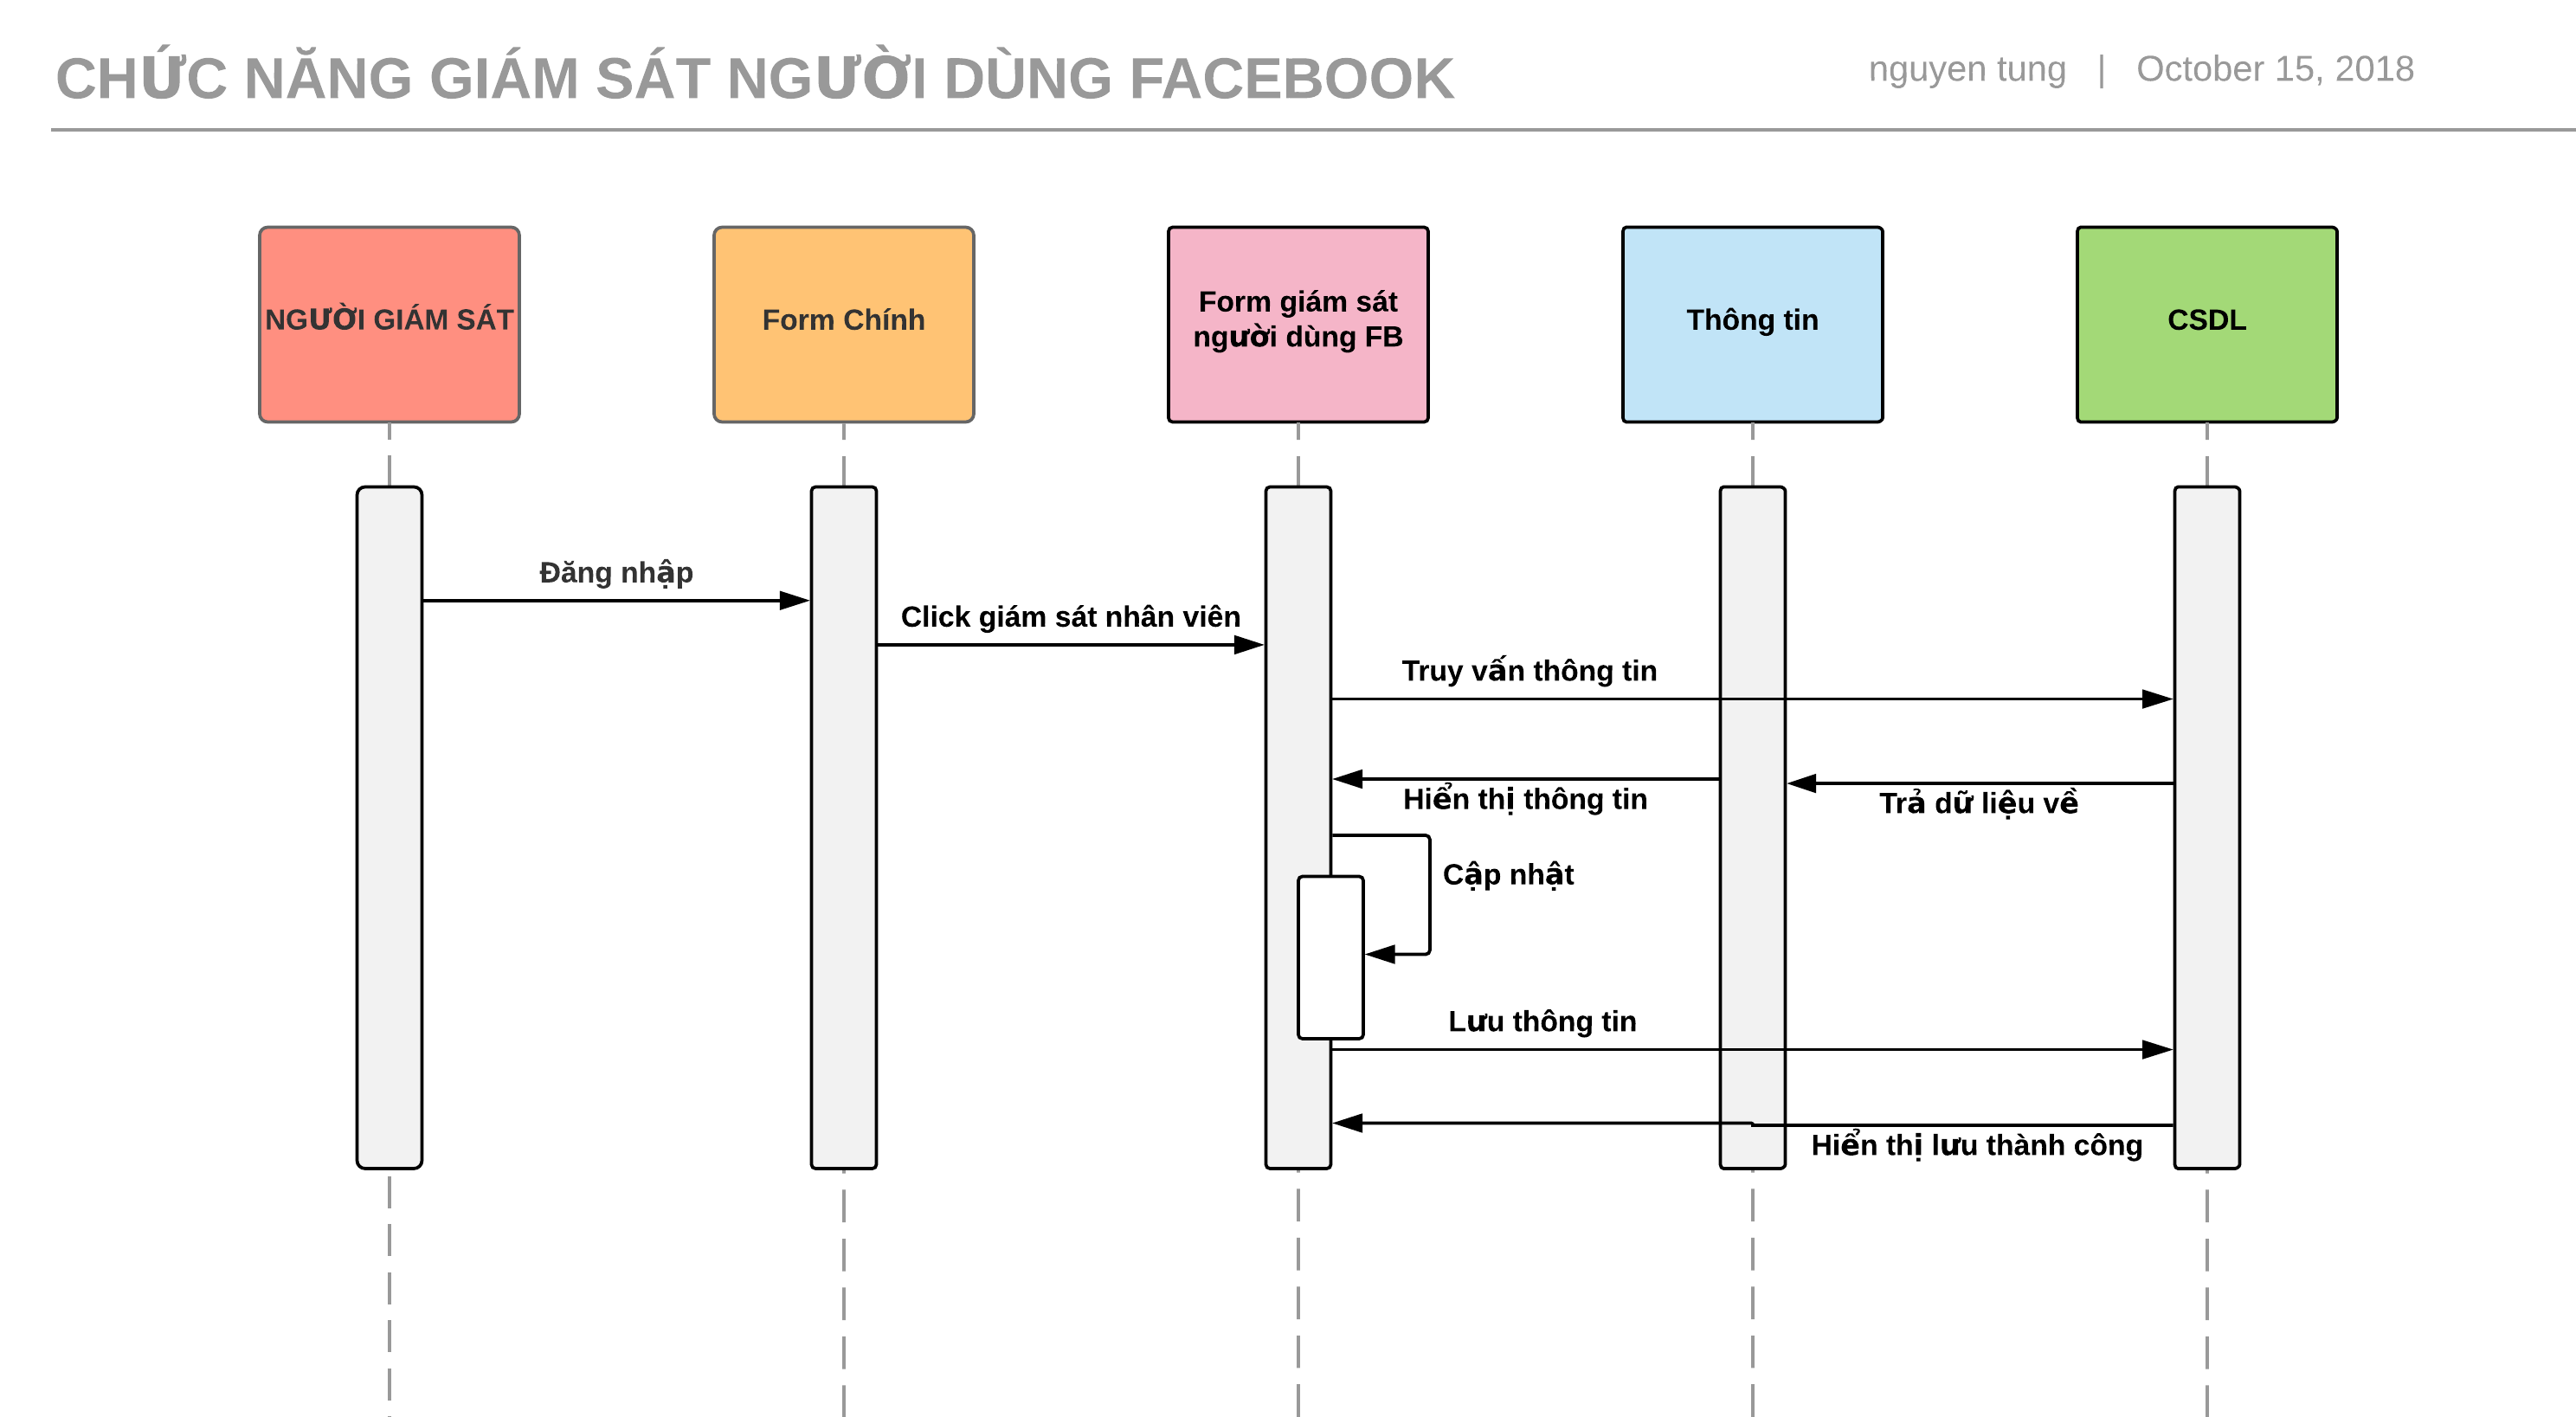 CHỨC NĂNG GIÁM SÁT NGƯỜI DÙNG FACEBOOK
nguyen tung | October 15, 2018
NGƯỜI GIÁM SÁT
Form Chính
Form giám sát
người dùng FB
Thông tin
CSDL
Đăng nhập
Click giám sát nhân viên
Truy vấn thông tin
Hiển thị thông tin
Trả dữ liệu về
Cập nhật
Lưu thông tin
Hiển thị lưu thành công